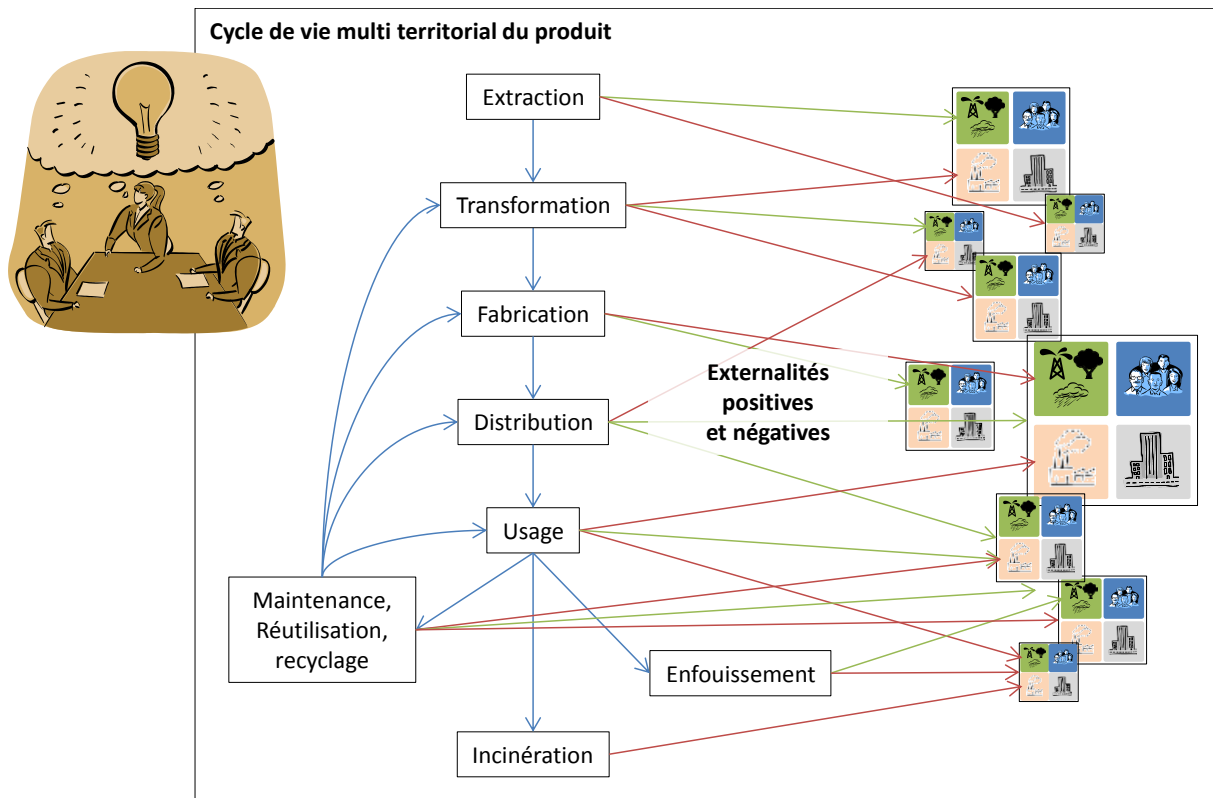 Cycle de vie multi territorial du produit
Extraction
Transformation
Fabrication
Externalités
positives
et négatives
Distribution
Usage
Maintenance,
Réutilisation,
recyclage
Enfouissement
Incinération